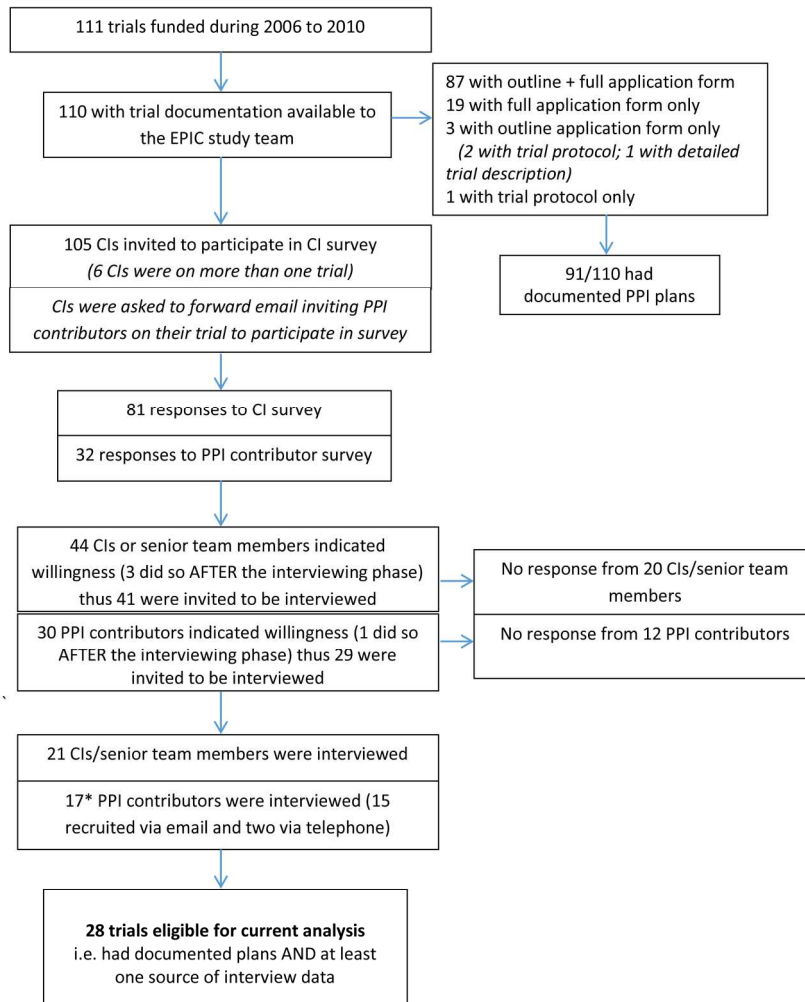 111 trials funded during 2006 to 2010
110 with trial documentation available to
the EPIC study team
87 with outline + full application form
19 with full application form only
3 with outline application form only
(2 with trial protocol; 1 with detailed
trial description)
1 with trial protocol only
91/110 had
documented PPI plans
105 CIs invited to participate in CI survey
(6 CIs were on more than one trial)
CIs were asked to forward email inviting PPI
contributors on their trial to participate in survey
81 responses to CI survey
32 responses to PPI contributor survey
44 CIs or senior team members indicated
willingness (3 did so AFTER the interviewing phase)
thus 41 were invited to be interviewed
No response from 20 CIs/senior team
members
30 PPI contributors indicated willingness (1 did so
AFTER the interviewing phase) thus 29 were
invited to be interviewed
No response from 12 PPI contributors
`
21 CIs/senior team members were interviewed
17* PPI contributors were interviewed (15
recruited via email and two via telephone)
28 trials eligible for current analysis
i.e. had documented plans AND at least
one source of interview data